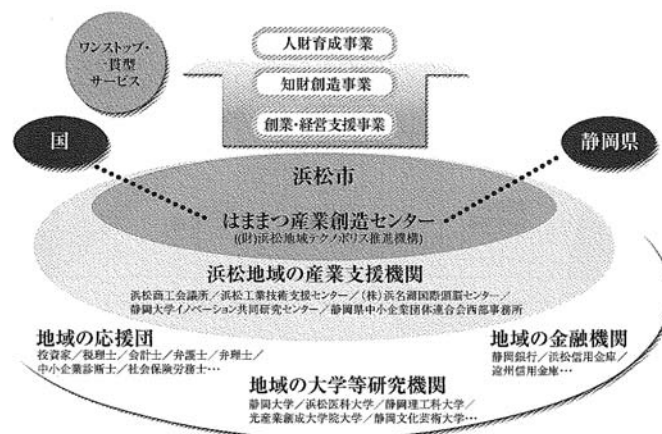 ワンストップ・
一貫型
サービス
人財育成事業
知財創造事業
創業・経営支援事業
国
静岡県
浜松市
はままつ産業創造センター
((財)浜松地域テクノポリス推進機構)
浜松地域の産業支援機関
浜松商工会議所／浜松工業技術支援センター／(株)浜名湖国際頭脳センター／
静岡大学イノベーション共同研究センター／静岡県中小企業団体連合会西部事務所
地域の応援団
投資家／税理士／会計士／弁護士／弁理士／
中小企業診断士／社会保険労務士…
地域の金融機関
静岡銀行／浜松信用金庫／
遠州信用金庫…
地域の大学等研究機関
静岡大学／浜松医科大学／静岡理工科大学／
光産業創成大学院大学／静岡文化芸術大学…